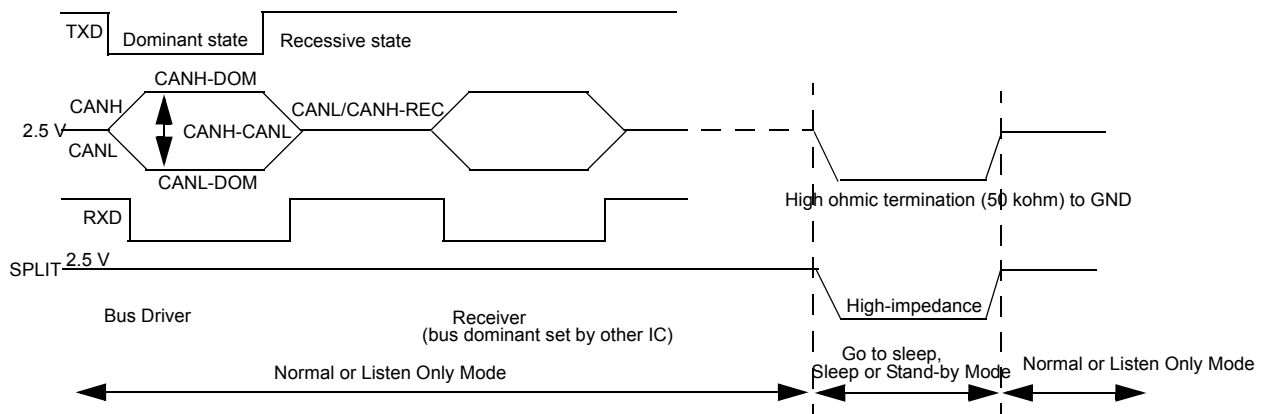 TXD
Dominant state
Recessive state
CANH-DOM
CANH
CANL/CANH-REC
2.5 V
CANH-CANL
CANL
CANL-DOM
High ohmic termination (50 kohm) to GND
RXD
SPLIT
2.5 V
High-impedance
Bus Driver
Receiver
(bus dominant set by other IC)
Go to sleep,
Sleep or Stand-by Mode
Normal or Listen Only Mode
Normal or Listen Only Mode